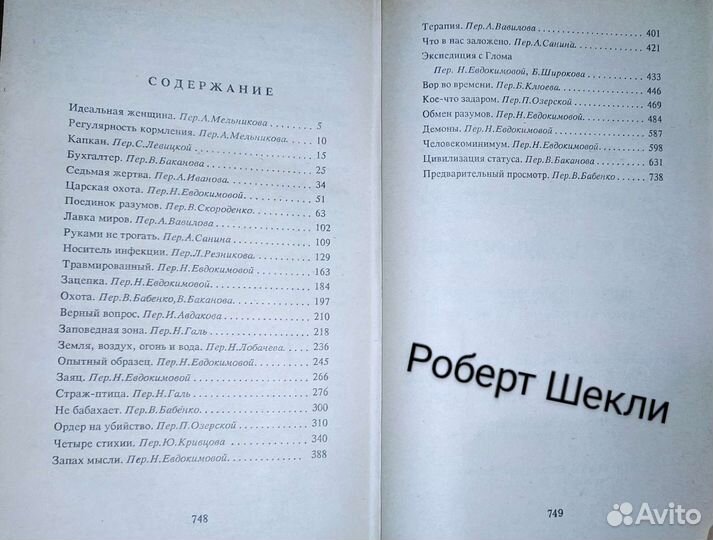 СОДЕРЖАНИЕ
Идеальная женщина. Пер.А.Мельникова . . . . . . . . . 5
Регулярность кормления. Пер.А.Мельникова. . . . . 10
Капкан. Пер.С.Левицкой . . . . . . . . . . . . . . . . . . 15
Бухгалтер. Пер.В.Баканова . . . . . . . . . . . . . . . . 25
Седьмая жертва. Пер.А.Иванова. . . . . . . . . . . . . 34
Царская охота. Пер.Н.Евдокимовой. . . . . . . . . . . 51
Поединок разумов. Пер.В.Скороденко. . . . . . . . . 63
Лавка миров. Пер.А.Вавилова . . . . . . . . . . . . . . 102
Руками не трогать. Пер.А.Санина . . . . . . . . . . . . 109
Носитель инфекции. Пер.Л.Резникова. . . . . . . . . 129
Травмированный. Пер.Н.Евдокимовой . . . . . . . . 163
Зацепка. Пер.Н.Евдокимовой. . . . . . . . . . . . . . . 184
Охота. Пер.В.Бабенко,В.Баканова. . . . . . . . . . . . 197
Верный вопрос. Пер.И.Авдакова . . . . . . . . . . . . 210
Заповедная зона. Пер.Н.Галь . . . . . . . . . . . . . . . 218
Земля, воздух, огонь и вода. Пер.Н.Лобачева. . . . 236
Опытный образец. Пер.Н.Евдокимовой . . . . . . . . 245
Заяц. Пер.Н.Евдокимовой . . . . . . . . . . . . . . . . . 266
Страж-птица. Пер.Н.Галь . . . . . . . . . . . . . . . . . 276
Не бабахает. Пер.В.Бабенко. . . . . . . . . . . . . . . . 300
Ордер на убийство. Пер.П.Озерской . . . . . . . . . . 310
Четыре стихии. Пер.Ю.Кривцова . . . . . . . . . . . . 340
Запах мысли. Пер.Н.Евдокимовой. . . . . . . . . . . . 388
748
Терапия. Пер.А.Вавилова . . . . . . . . . . . . . . . . . 401
Что в нас заложено. Пер.А.Санина. . . . . . . . . . . . 421
Экспедиция с Глома
Пер. Н.Евдокимовой, Б.Широкова . . . . . . . . . 433
Вор во времени. Пер.Б.Клюева. . . . . . . . . . . . . . 446
Кое-что задаром. Пер.П.Озерской . . . . . . . . . . . 469
Обмен разумов. Пер.Н.Евдокимовой. . . . . . . . . . 484
Демоны. Пер.Н.Евдокимовой . . . . . . . . . . . . . . 587
Человекоминимум. Пер.Н.Евдокимовой. . . . . . . . 598
Цивилизация статуса. Пер.В.Баканова . . . . . . . . 631
Предварительный просмотр. Пер.В.Бабенко . . . . . 738
Роберт Шекли
749
Avito